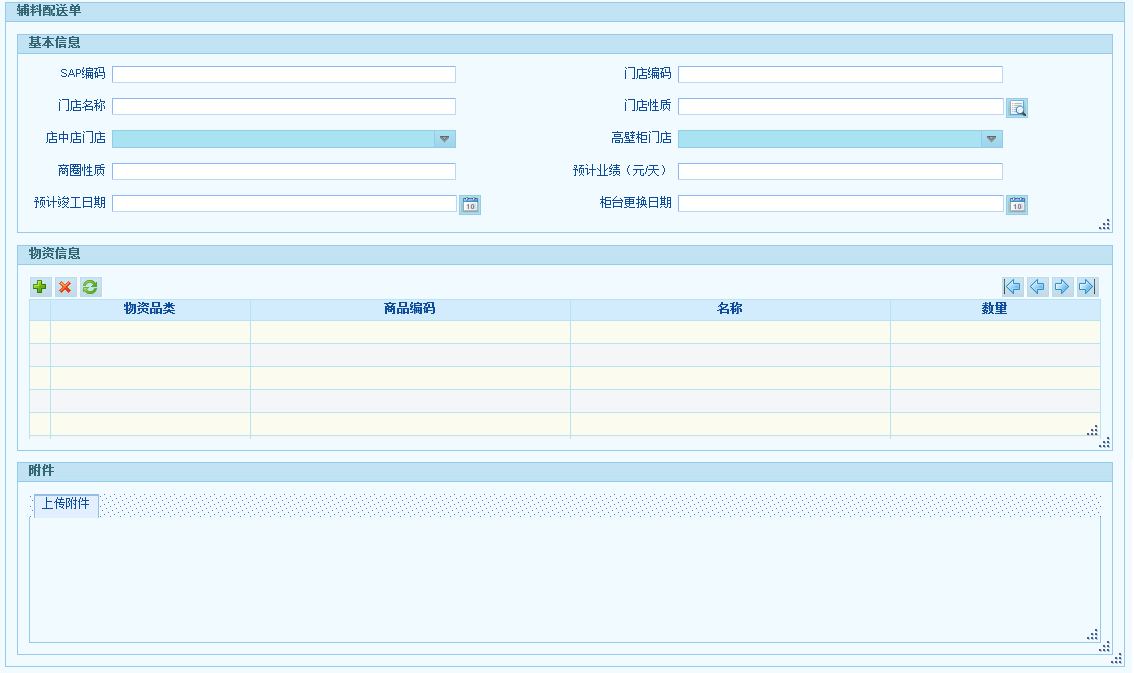 辅料配送单
基本信息
SAP编码 门店编码
门店名称 门店性质
店中店门店 高壁柜门店
商圈性质 预计业绩（元/天）
预计竣工日期 10 柜台更换日期 10
物资信息
物资品类 商品编码 名称 数量
附件
上传附件